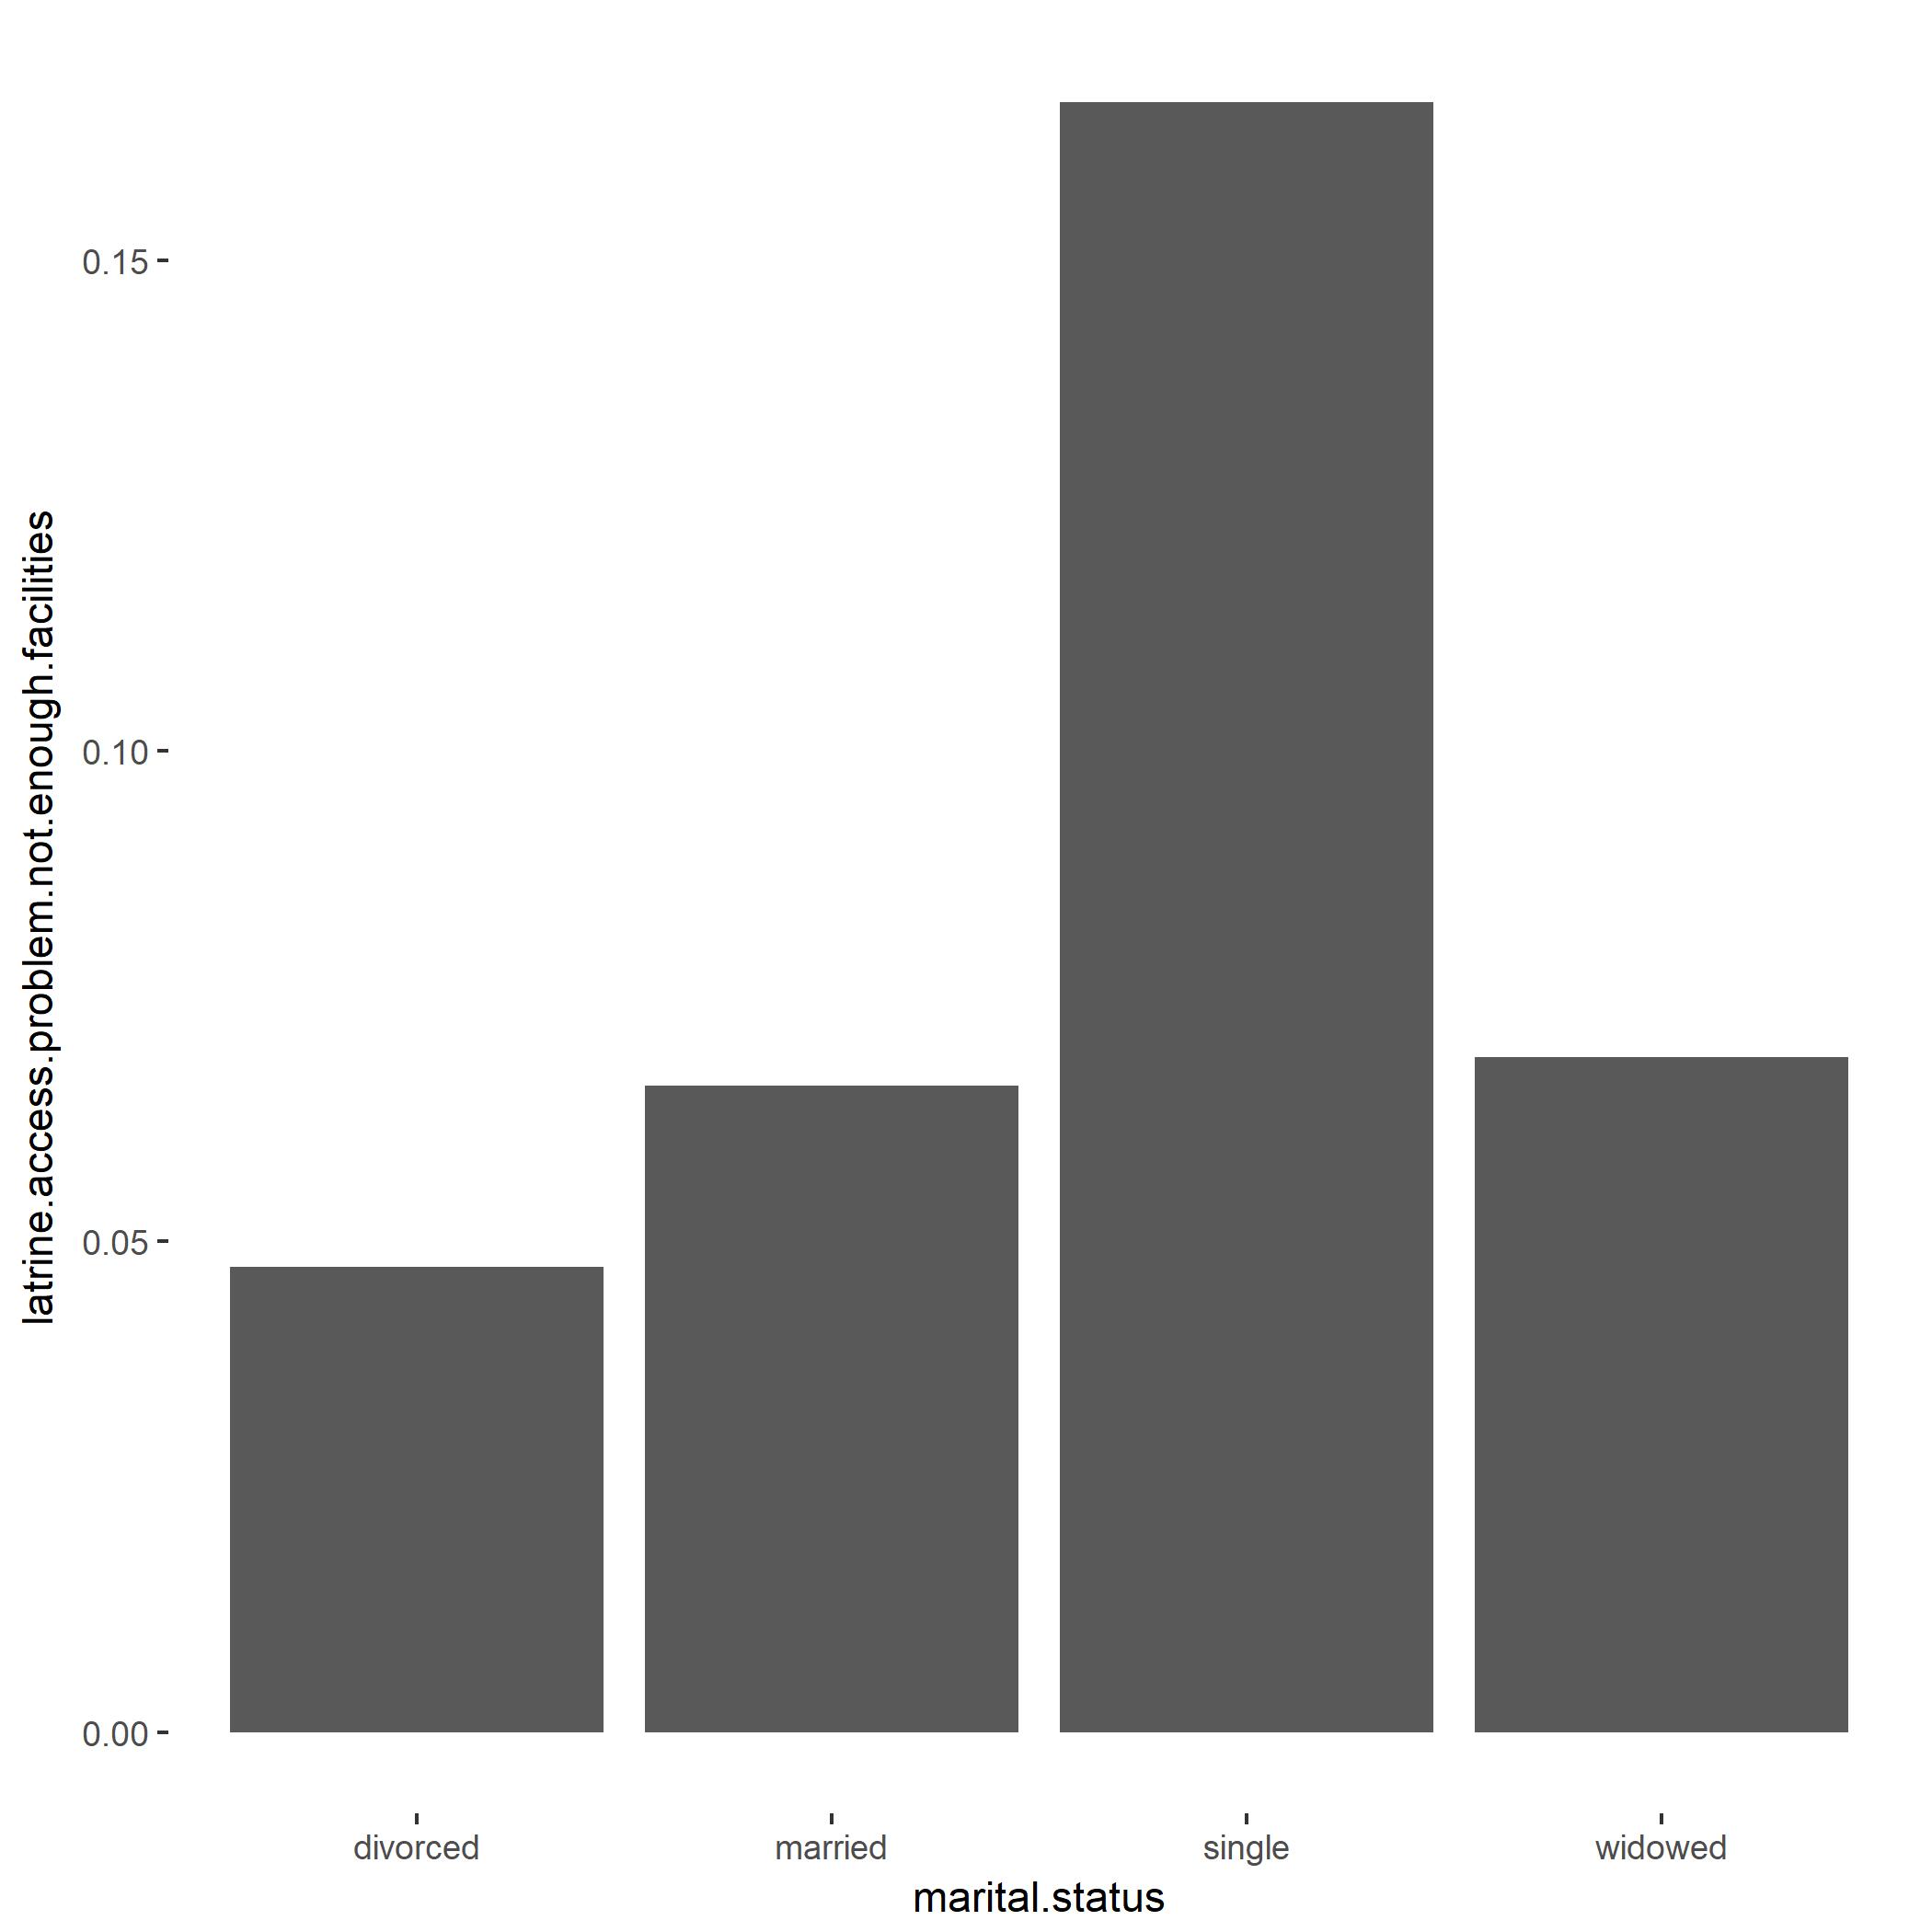 latrine.access.problem.not.enough.facilities
0.15
0.10
0.05
0.00
divorced married single widowed
marital.status